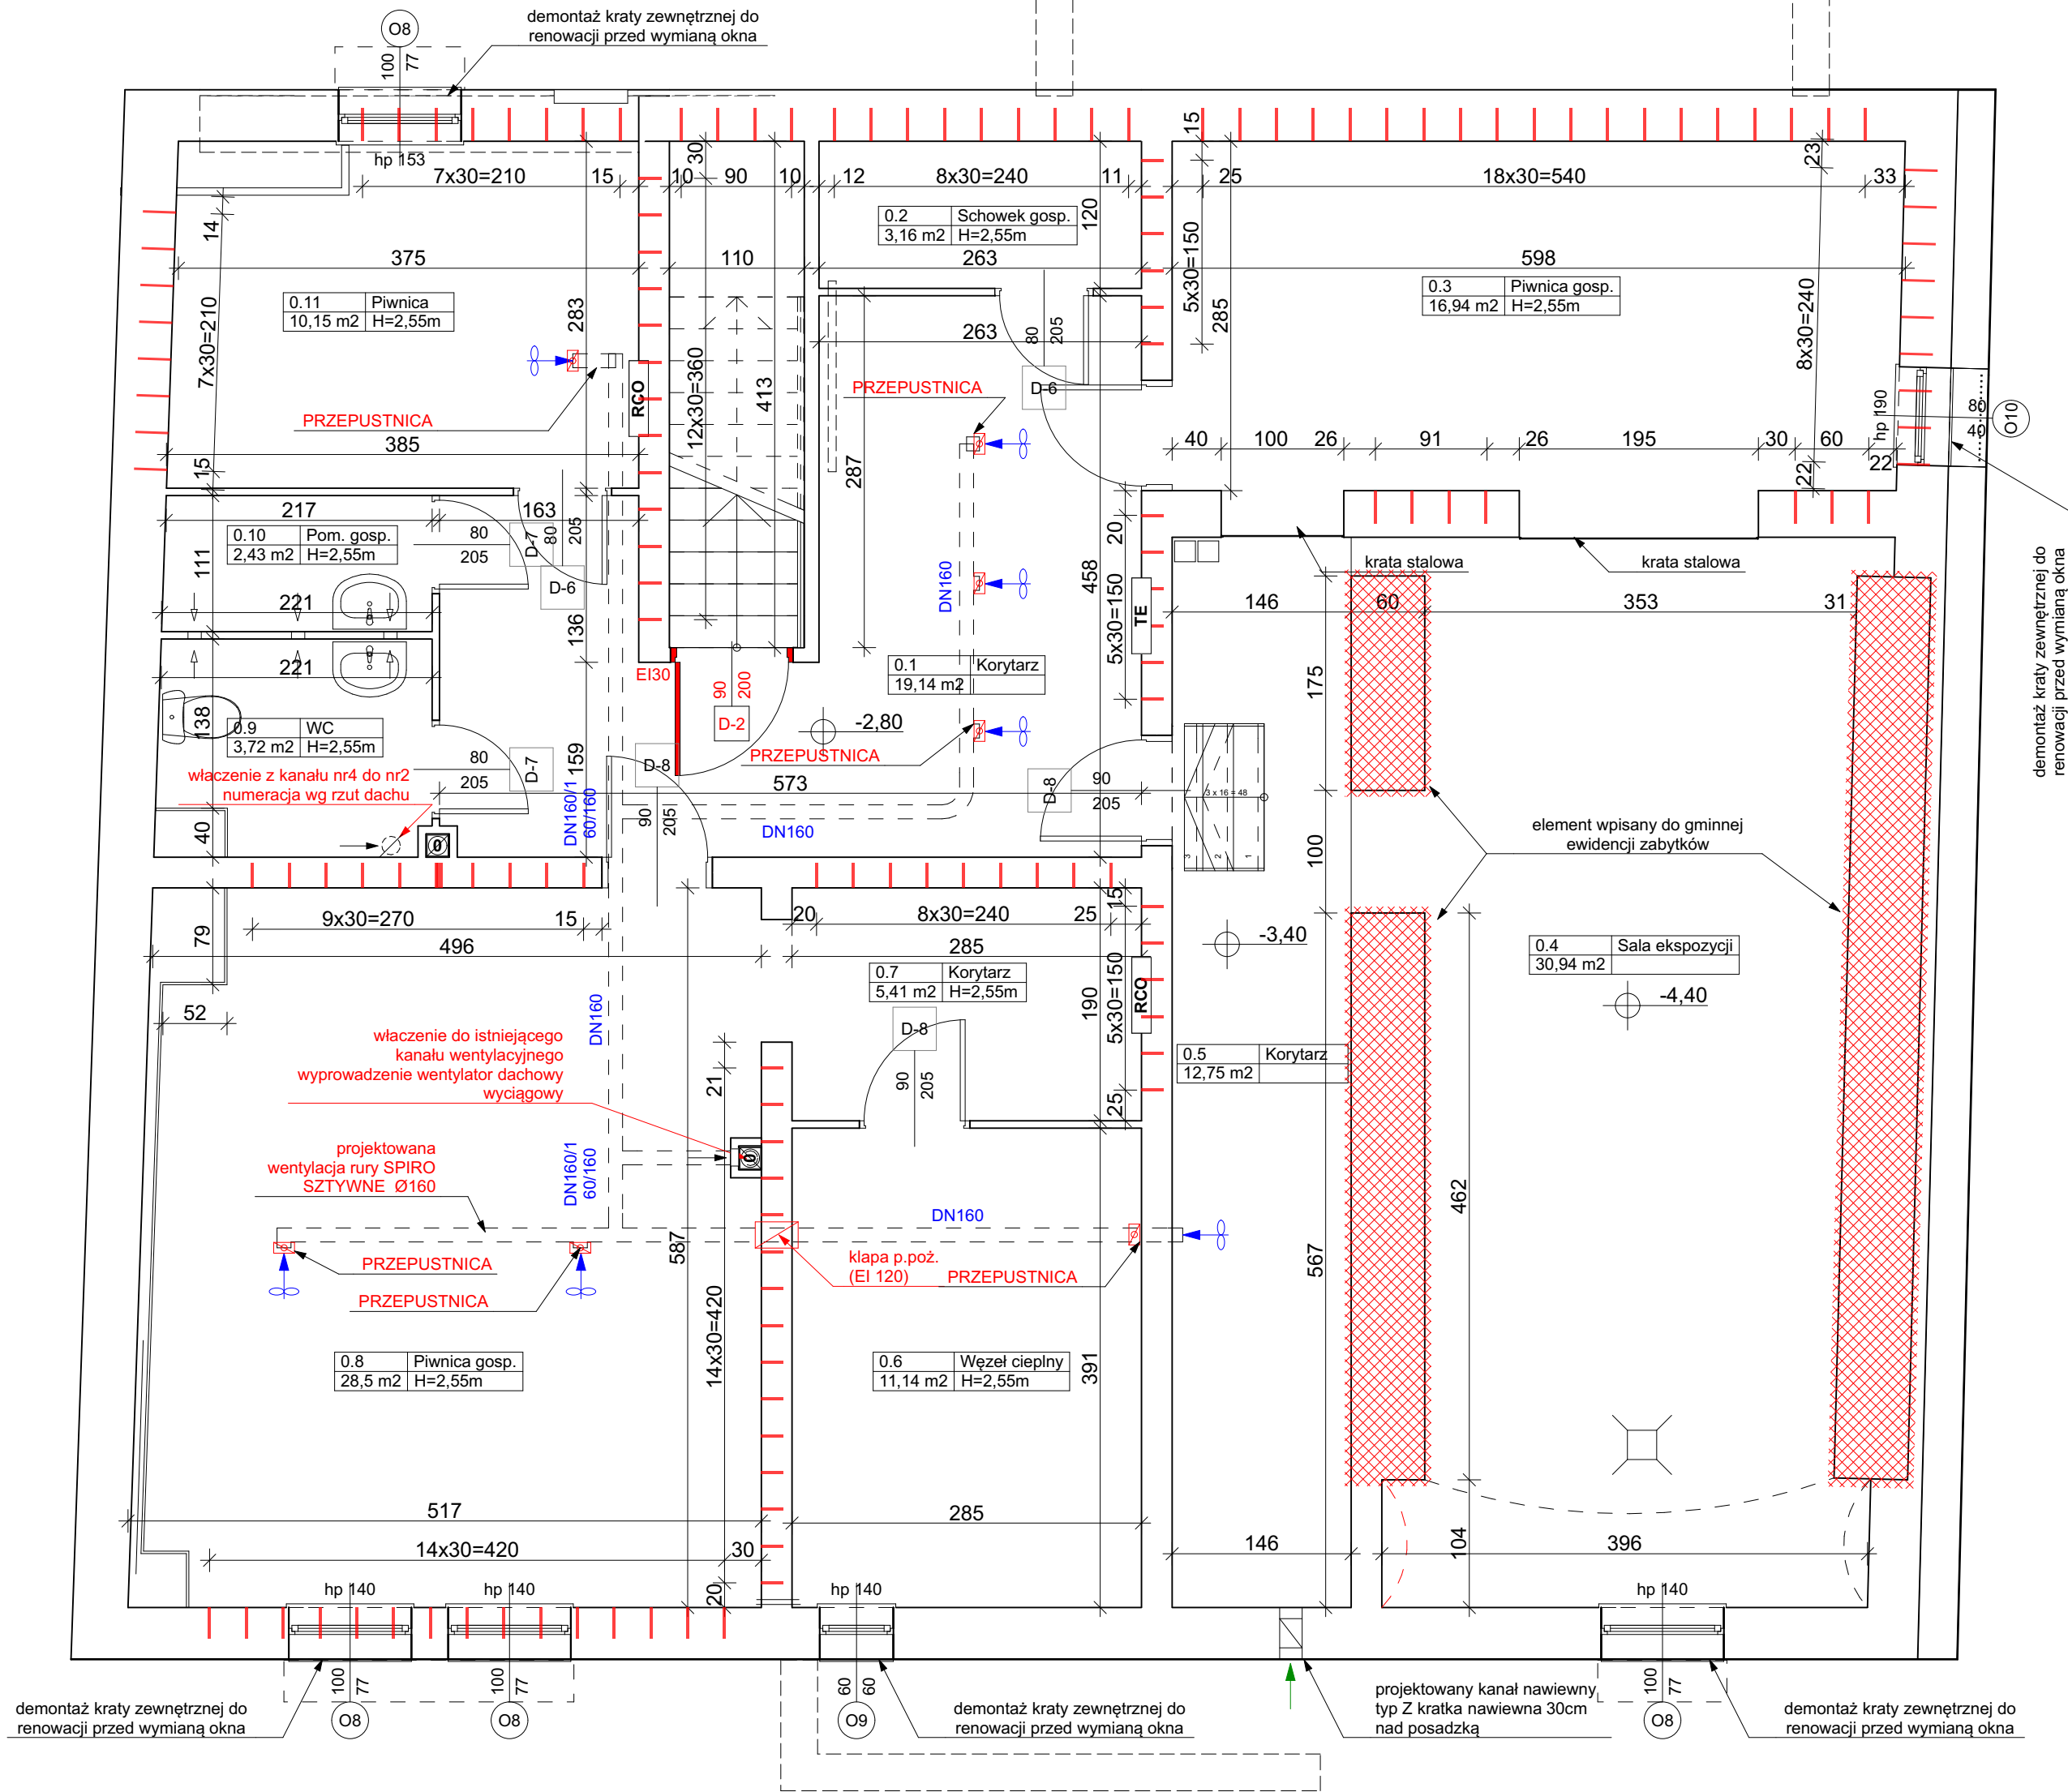 O8
100
77
demontaż kraty zewnętrznej do
renowacji przed wymianą okna
hp 153
7x30=210
15
10
90
10
30
12
8x30=240
11
120
15
25
18x30=540
23
33
14
0.2 Schowek gosp.
3,16 m2 H=2,55m
375
110
263
598
5x30=150
285
0.11 Piwnica
10,15 m2 H=2,55m
283
7x30=210
0.3 Piwnica gosp.
16,94 m2 H=2,55m
8x30=240
263
80
205
D-6
PRZEPUSTNICA
RCO
12x30=360
413
PRZEPUSTNICA
385
15
287
hp 190
80
40
O10
40
100
26
91
26
195
30
60
22
22
217
163
0.10 Pom. gosp.
2,43 m2 H=2,55m
80
205
D-7
80
205
D-6
111
221
136
20
458
DN160
5x30=150
TE
krata stalowa
krata stalowa
146
60
353
31
demontaż kraty zewnętrznej do
renowacji przed wymianą okna
221
138
0.9 WC
3,72 m2 H=2,55m
EI30
90
200
D-2
0.1 Korytarz
19,14 m2
-2,80
PRZEPUSTNICA
175
włączenie z kanału nr4 do nr2
numeracja wg rzut dachu
80
205
D-7
159
D-8
90
205
573
D-8
90
205
3 x 16 = 48
3
2
1
40
DN160/1
60/160
DN160
100
element wpisany do gminnej
ewidencji zabytków
79
9x30=270
15
20
8x30=240
25
15
496
285
-3,40
0.4 Sala ekspozycji
30,94 m2
-4,40
52
DN160
0.7 Korytarz
5,41 m2 H=2,55m
190
5x30=150
RCO
włączenie do istniejącego
kanału wentylacyjnego
wyprowadzenie wentylator dachowy
wyciągowy
D-8
90
205
21
25
0.5 Korytarz
12,75 m2
projektowana
wentylacja rury SPIRO
SZTYWNE Ø160
DN160/1
60/160
462
DN160
587
567
PRZEPUSTNICA
PRZEPUSTNICA
klapa p.poż.
(EI 120)
PRZEPUSTNICA
14x30=420
391
0.8 Piwnica gosp.
28,5 m2 H=2,55m
0.6 Węzeł cieplny
11,14 m2 H=2,55m
517
285
14x30=420
30
20
146
104
396
hp 140
hp 140
hp 140
hp 140
100
77
100
77
60
60
100
77
O8
O8
O9
O8
demontaż kraty zewnętrznej do
renowacji przed wymianą okna
demontaż kraty zewnętrznej do
renowacji przed wymianą okna
projektowany kanał nawiewny
typ Z kratka nawiewna 30cm
nad posadzką
demontaż kraty zewnętrznej do
renowacji przed wymianą okna